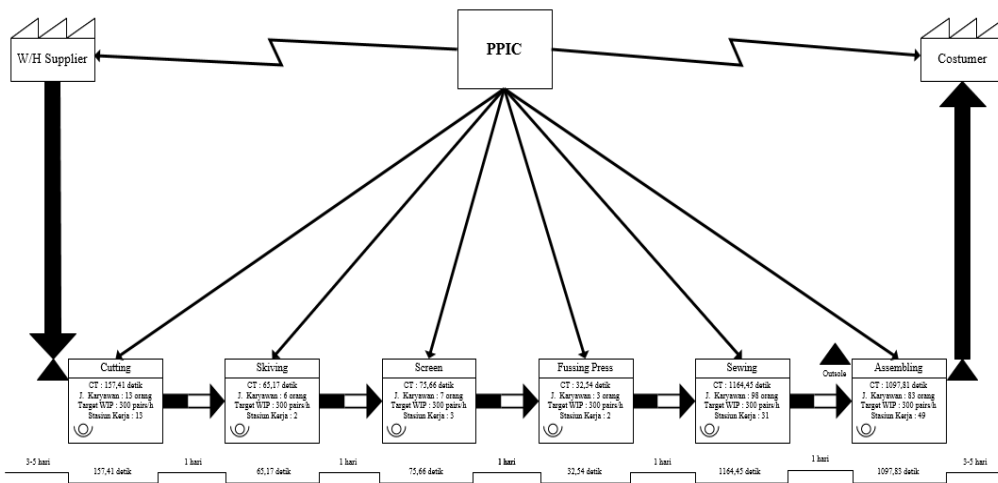 W/H Supplier
PPIC
Costumer
Cutting
CT : 157,41 detik
J. Karyawan : 13 orang
Target WIP : 300 pairs/h
Stasiun Kerja : 15
Skiving
CT : 65,17 detik
J. Karyawan : 6 orang
Target WIP : 300 pairs/h
Stasiun Kerja : 2
Screen
CT : 75,66 detik
J. Karyawan : 7 orang
Target WIP : 300 pairs/h
Stasiun Kerja : 3
Fussing Press
CT : 32,54 detik
J. Karyawan : 3 orang
Target WIP : 300 pairs/h
Stasiun Kerja : 2
Sewing
CT : 1164,45 detik
J. Karyawan : 98 orang
Target WIP : 300 pairs/h
Stasiun Kerja : 31
Outsole
Assembling
CT : 1097,81 detik
J. Karyawan : 83 orang
Target WIP : 300 pairs/h
Stasiun Kerja : 49
3-5 hari
157,41 detik
1 hari
65,17 detik
1 hari
75,66 detik
1 hari
32,54 detik
1 hari
1164,45 detik
1 hari
1097,83 detik
3-5 hari